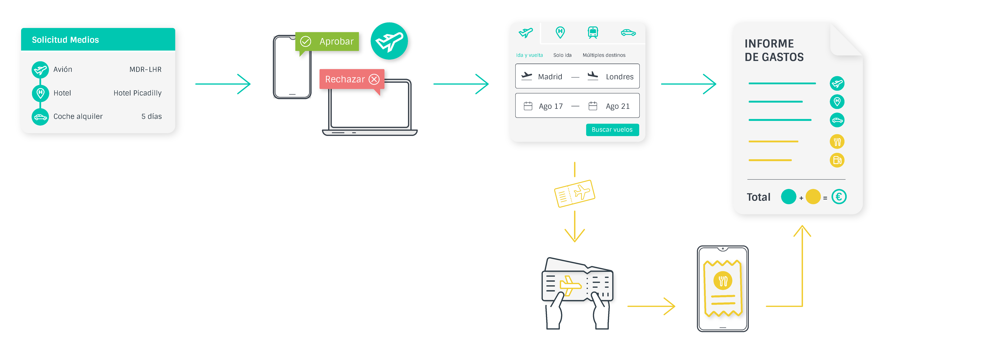 Solicitud Medios
Avión MDR-LHR
Hotel Hotel Picadilly
Coche alquiler 5 días
Aprobar
Rechazar
Ida y vuelta Solo ida Múltiples destinos
Madrid — Londres
Ago 17 — Ago 21
Buscar vuelos
INFORME
DE GASTOS
Total + = €